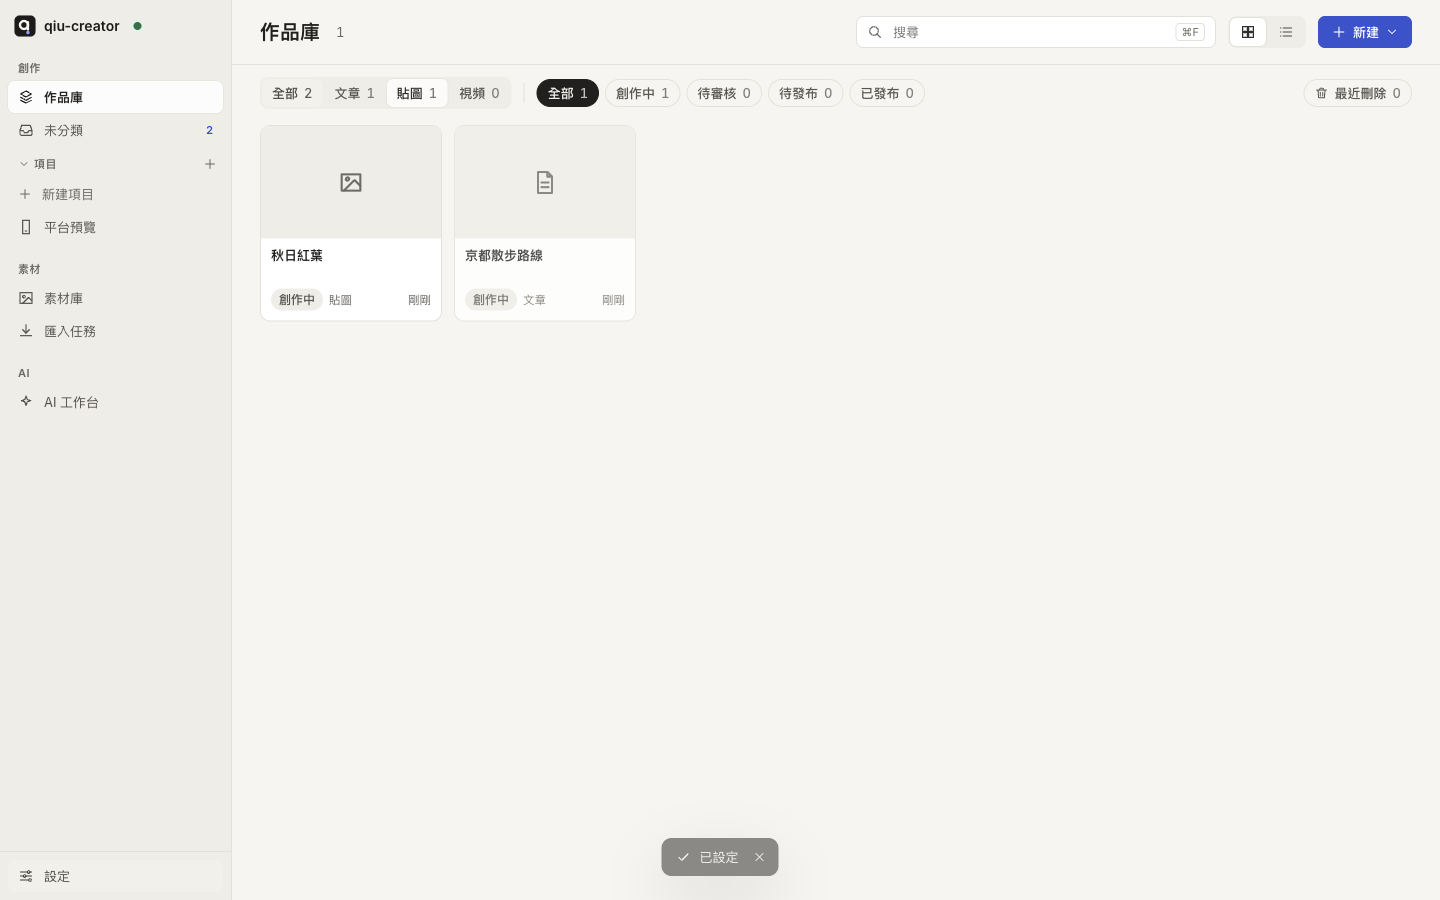 qiu-creator
創作
作品庫
未分類 2
項目
新建項目
平台預覽
素材
素材庫
匯入任務
AI
AI 工作台
設定
作品庫 1
搜尋 ⌘F
新建
全部 2 文章 1 貼圖 1 視頻 0
全部 1 創作中 1 待審核 0 待發布 0 已發布 0
最近刪除 0
秋日紅葉
創作中 貼圖 剛剛
京都散步路線
創作中 文章 剛剛
已設定